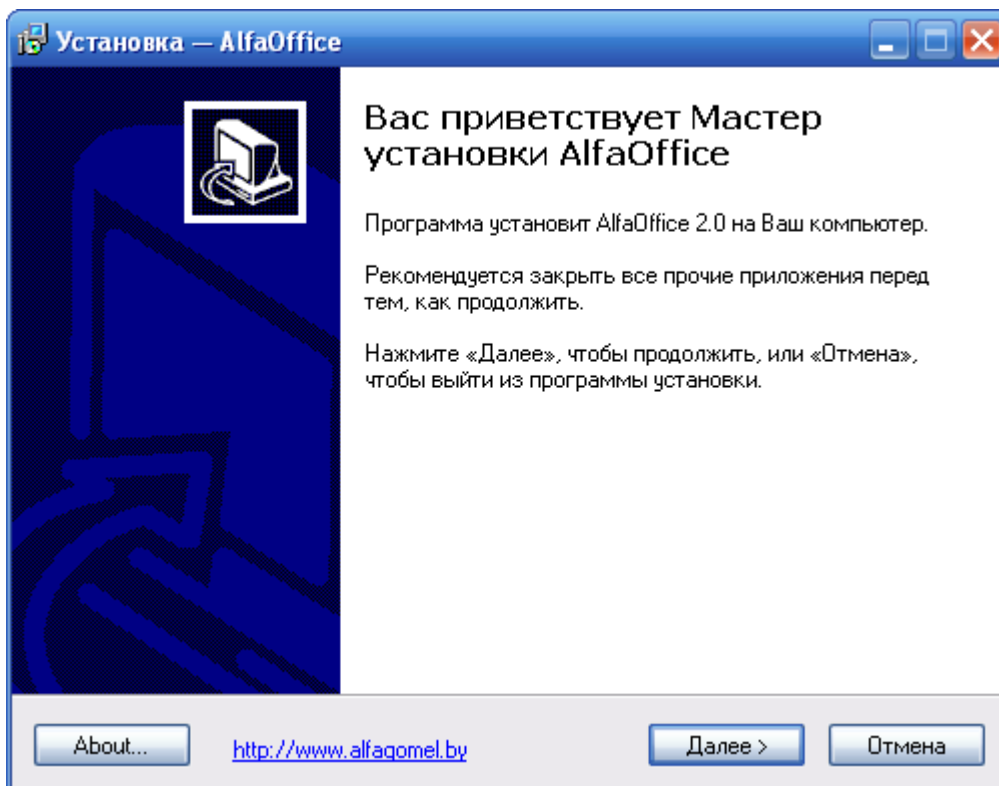 Установка — AlfaOffice
Вас приветствует Мастер
установки AlfaOffice
Программа установит AlfaOffice 2.0 на Ваш компьютер.
Рекомендуется закрыть все прочие приложения перед
тем, как продолжить.
Нажмите «Далее», чтобы продолжить, или «Отмена»,
чтобы выйти из программы установки.
About...
http://www.alfagomel.by
Далее >
Отмена